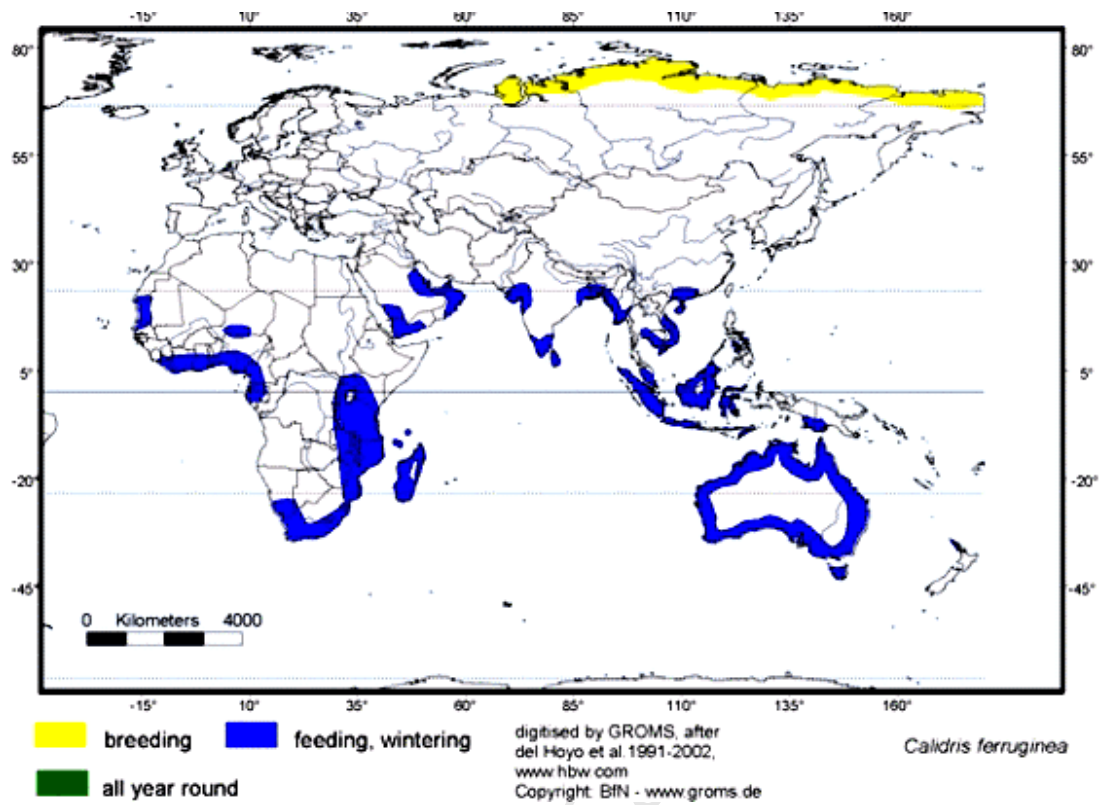 -15° 10° 35° 60° 85° 110° 135° 160°
80° 80°
55° 55°
30° 30°
5° 5°
-20° -20°
-45° -45°
0 Kilometers 4000
-15° 10° 35° 60° 85° 110° 135° 160°
breeding
feeding, wintering
all year round
digitised by GROMS, after
del Hoyo et al.1991-2002,
www.hbw.com
Copyright: BfN - www.groms.de
Calidris ferruginea